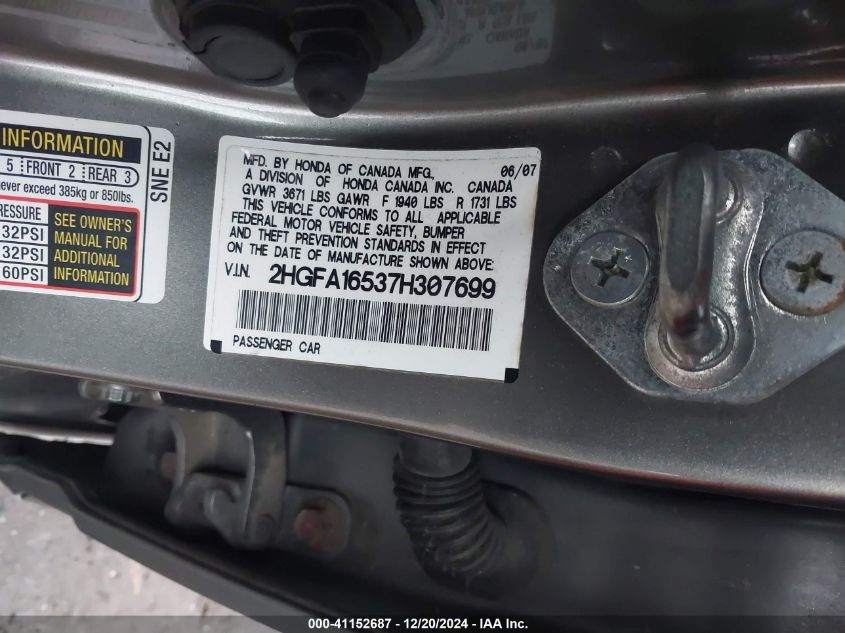 INFORMATION
5 FRONT 2 REAR 3
never exceed 385kg or 850lbs.
PRESSURE
32PSI
32PSI
60PSI
SEE OWNER'S
MANUAL FOR
ADDITIONAL
INFORMATION
SNE E2
MFD. BY HONDA OF CANADA MFG., 06/07
A DIVISION OF HONDA CANADA INC. CANADA
GVWR 3671 LBS GAWR F 1940 LBS R 1731 LBS
THIS VEHICLE CONFORMS TO ALL APPLICABLE
FEDERAL MOTOR VEHICLE SAFETY, BUMPER
AND THEFT PREVENTION STANDARDS IN EFFECT
ON THE DATE OF MANUFACTURE SHOWN ABOVE:
V.I.N. 2HGFA16537H307699
PASSENGER CAR
000-41152687 - 12/20/2024 - IAA Inc.